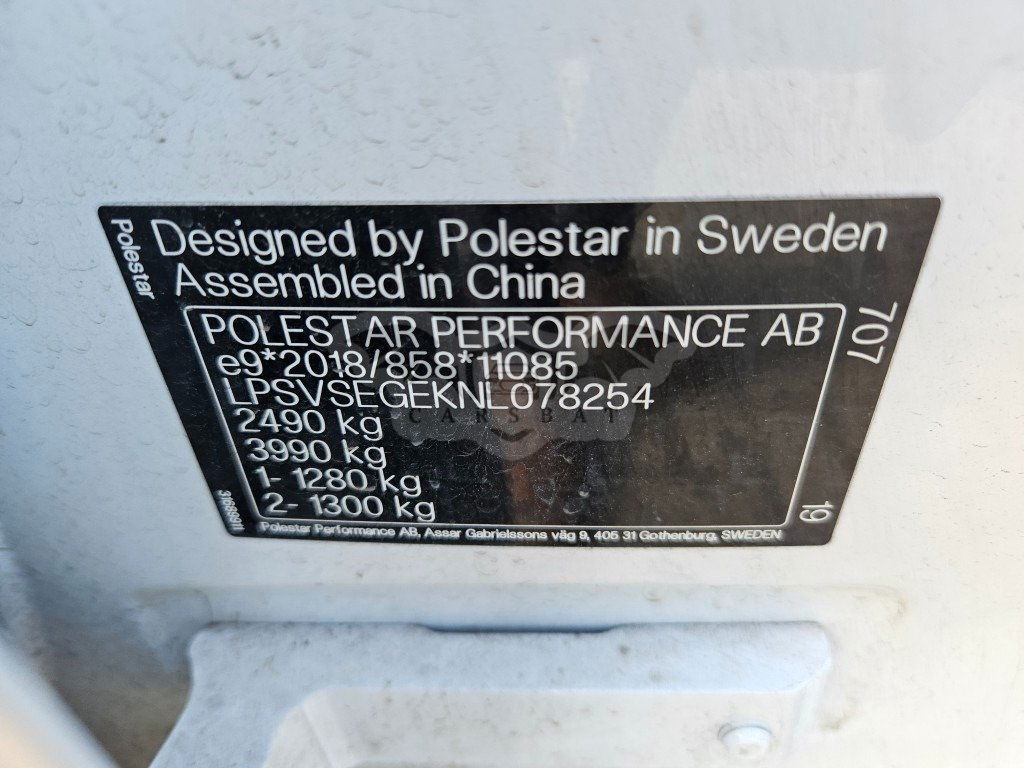 Polestar
Designed by Polestar in Sweden
Assembled in China
707
POLESTAR PERFORMANCE AB
e9*2018/858*11085
LPSVSEGEKNL078254
CARSBAT
2490 kg
3990 kg
1- 1280 kg
2- 1300 kg
19
Polestar Performance AB, Assar Gabrielssons väg 9, 405 31 Gothenburg, SWEDEN